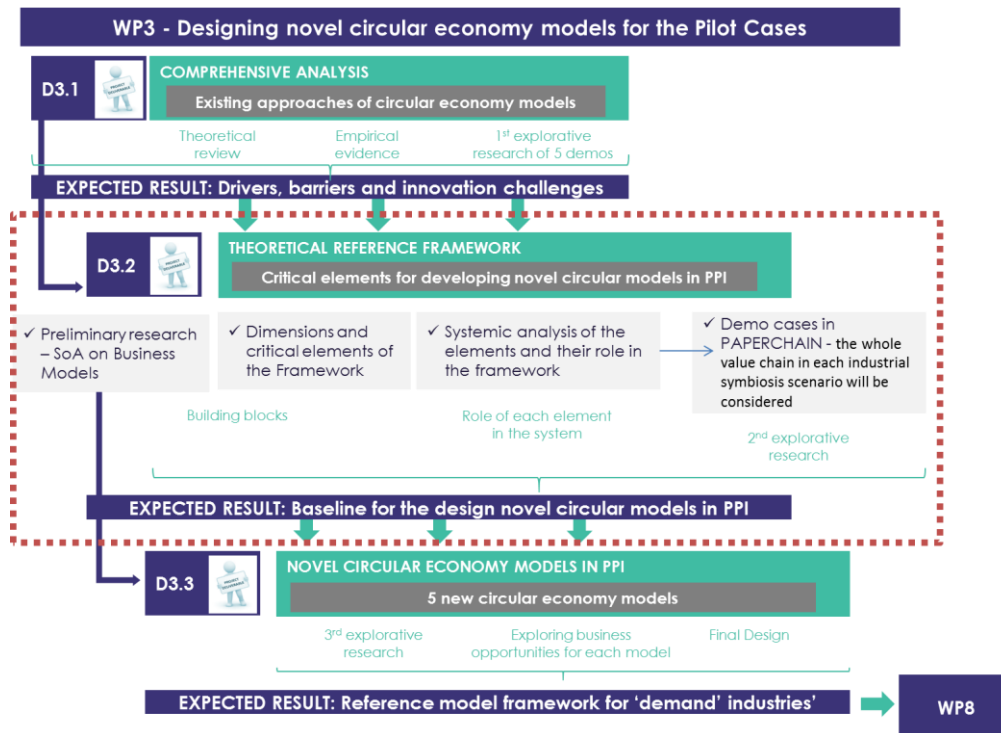 WP3 - Designing novel circular economy models for the Pilot Cases
D3.1
PROJECT
DELIVERABLE
COMPREHENSIVE ANALYSIS
Existing approaches of circular economy models
Theoretical
review
Empirical
evidence
1st explorative
research of 5 demos
EXPECTED RESULT: Drivers, barriers and innovation challenges
D3.2
PROJECT
DELIVERABLE
THEORETICAL REFERENCE FRAMEWORK
Critical elements for developing novel circular models in PPI
✓ Preliminary research
– SoA on Business
Models
✓ Dimensions and
critical elements of
the Framework
✓ Systemic analysis of the
elements and their role in
the framework
✓ Demo cases in
PAPERCHAIN - the whole
value chain in each industrial
symbiosis scenario will be
considered
Building blocks
Role of each element
in the system
2nd explorative
research
EXPECTED RESULT: Baseline for the design novel circular models in PPI
D3.3
PROJECT
DELIVERABLE
NOVEL CIRCULAR ECONOMY MODELS IN PPI
5 new circular economy models
3rd explorative
research
Exploring business
opportunities for each model
Final Design
EXPECTED RESULT: Reference model framework for ‘demand’ industries’
WP8